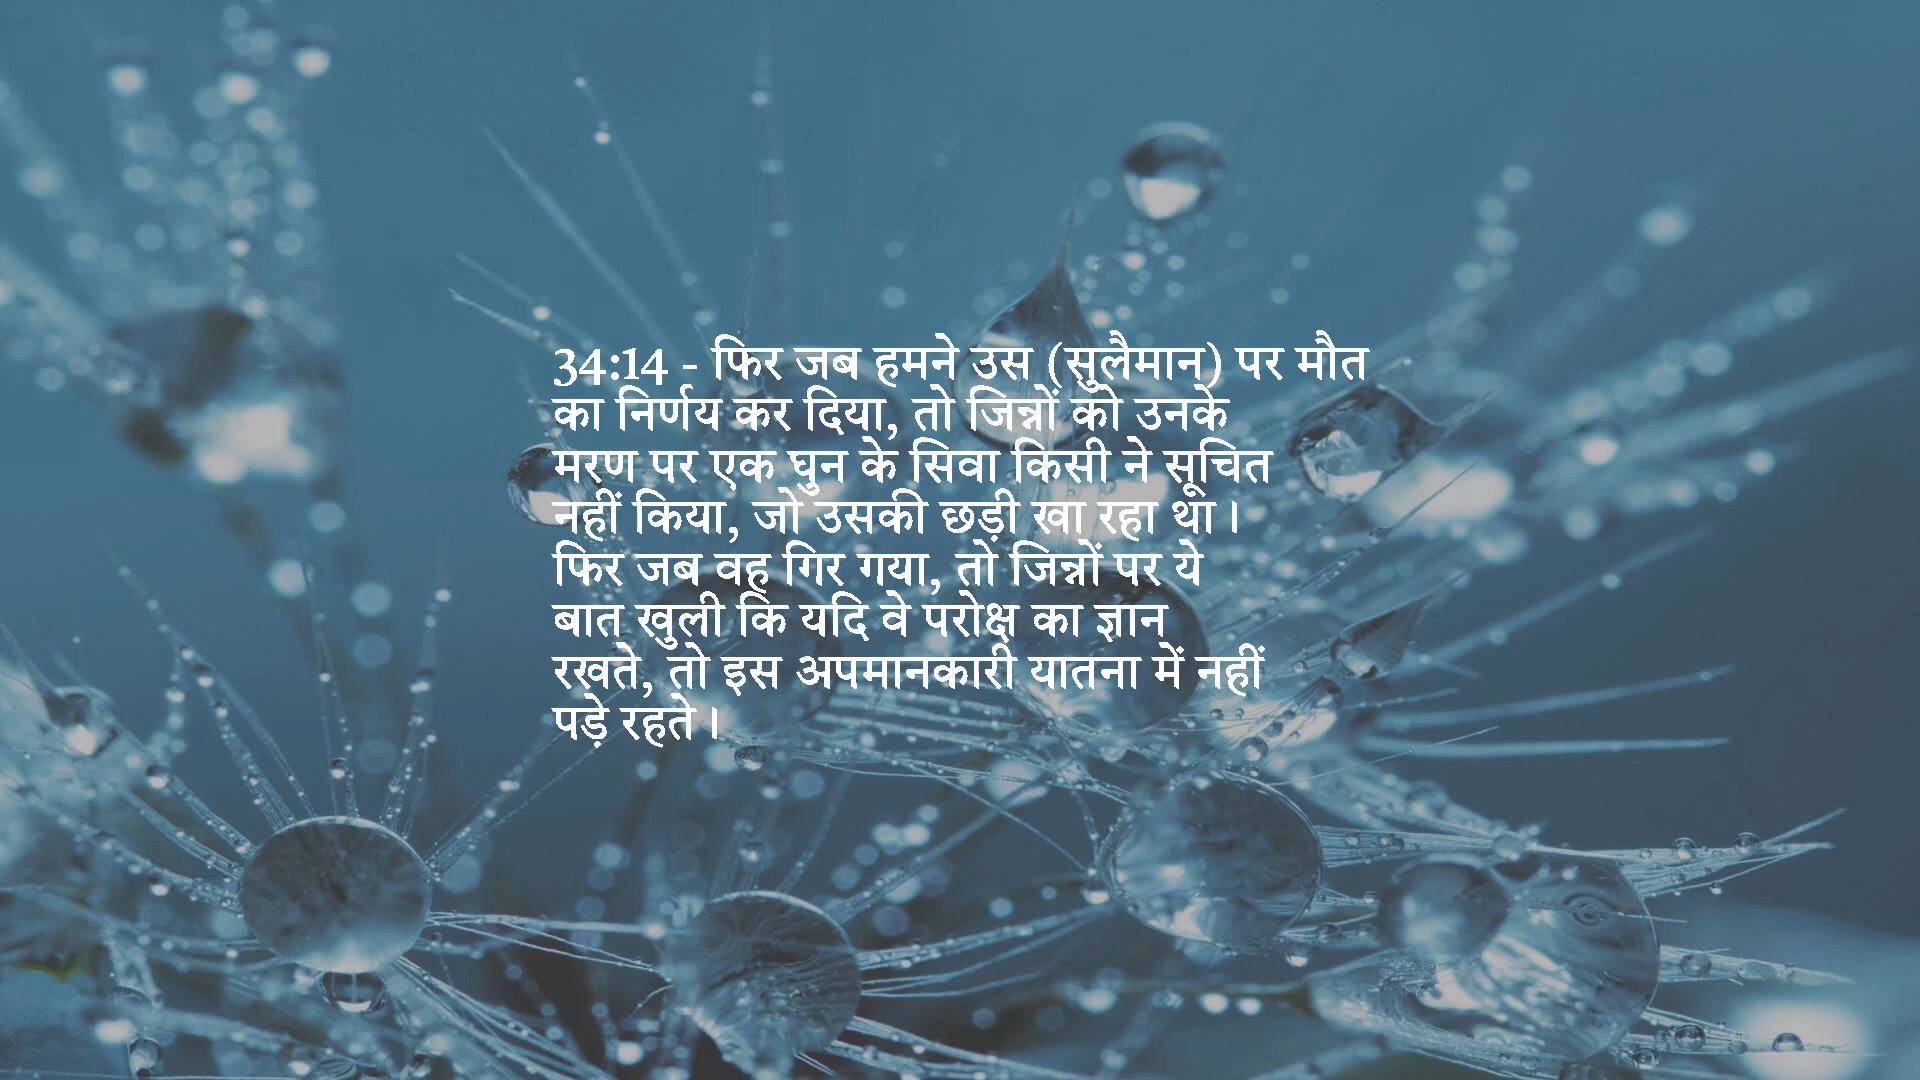 34:14 - फिर जब हमने उस (सुलैमान) पर मौत
का निर्णय कर दिया, तो जिन्नों को उनके
मरण पर एक घुन के सिवा किसी ने सूचित
नहीं किया, जो उसकी छड़ी खा रहा था।
फिर जब वह गिर गया, तो जिन्नों पर ये
बात खुली कि यदि वे परोक्ष का ज्ञान
रखते, तो इस अपमानकारी यातना में नहीं
पड़े रहते।